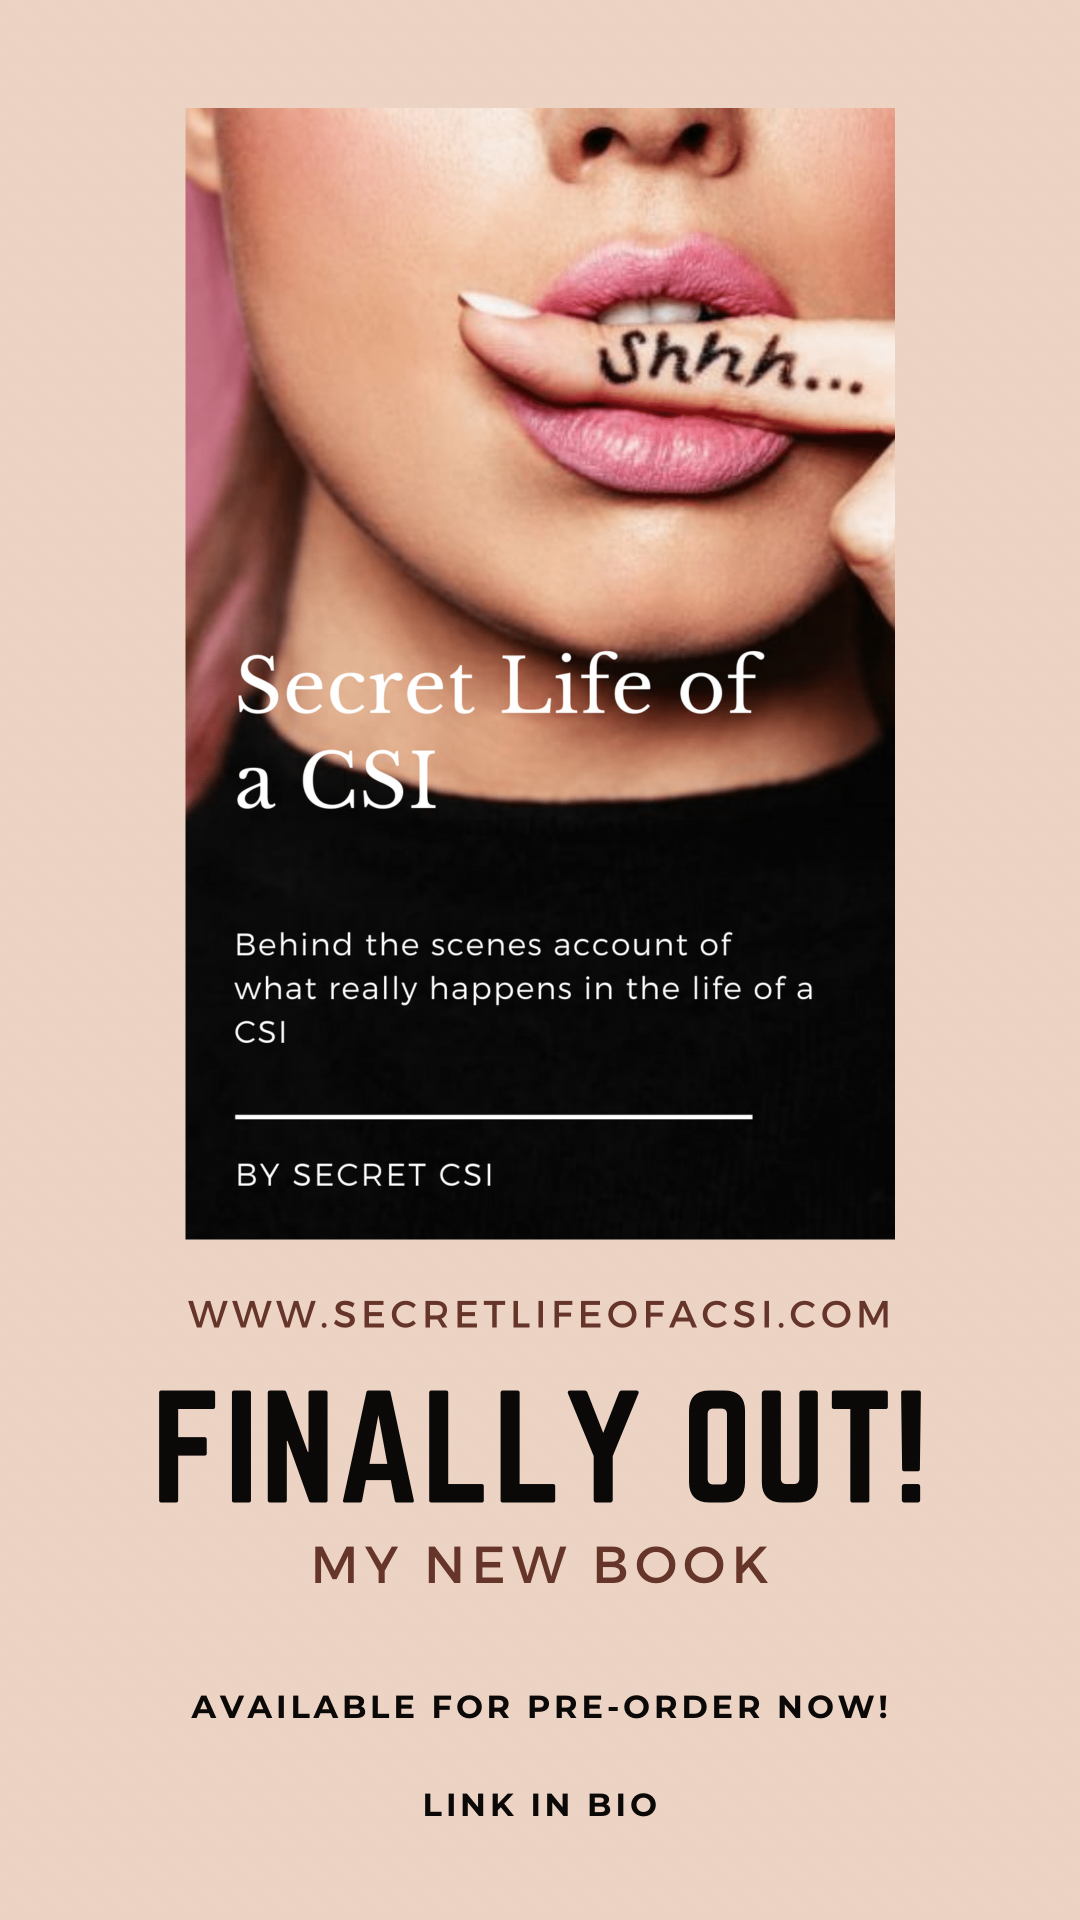 Shhh...
Secret Life of
a CSI
Behind the scenes account of
what really happens in the life of a
CSI
BY SECRET CSI
WWW.SECRETLIFEOFACSI.COM
FINALLY OUT!
MY NEW BOOK
AVAILABLE FOR PRE-ORDER NOW!
LINK IN BIO